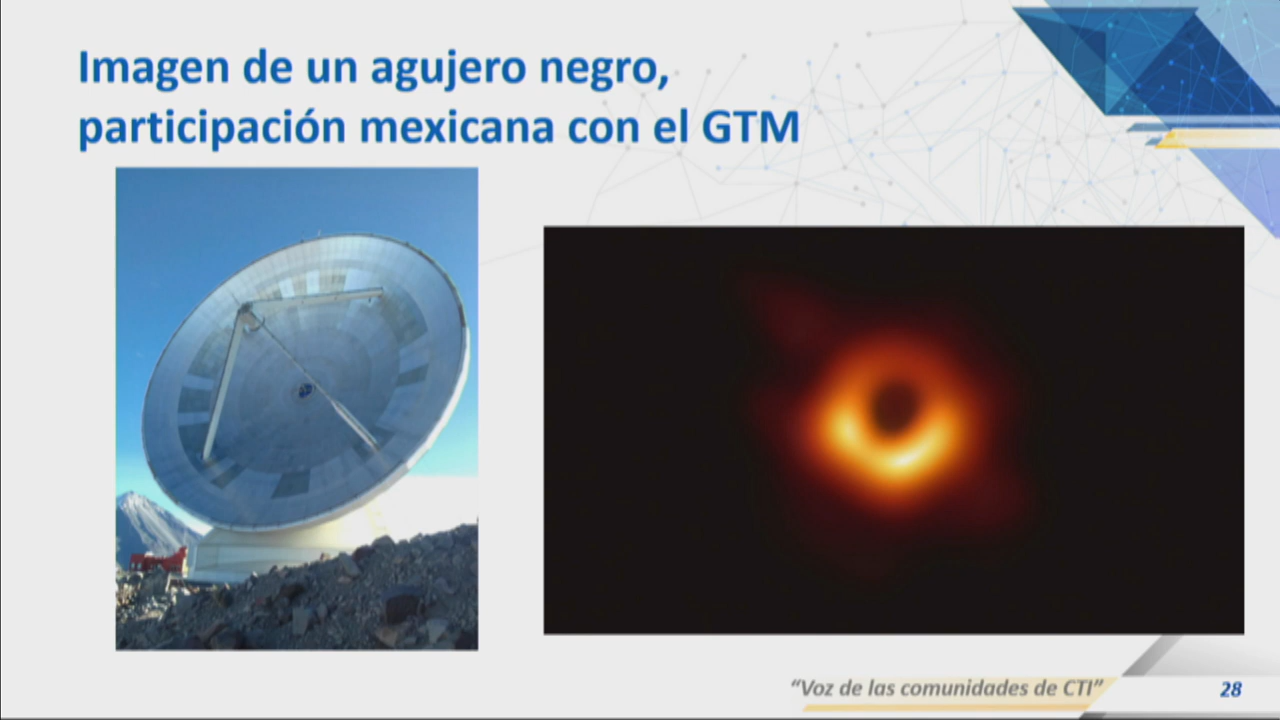 Imagen de un agujero negro,
participación mexicana con el GTM
“Voz de las comunidades de CTI”
28